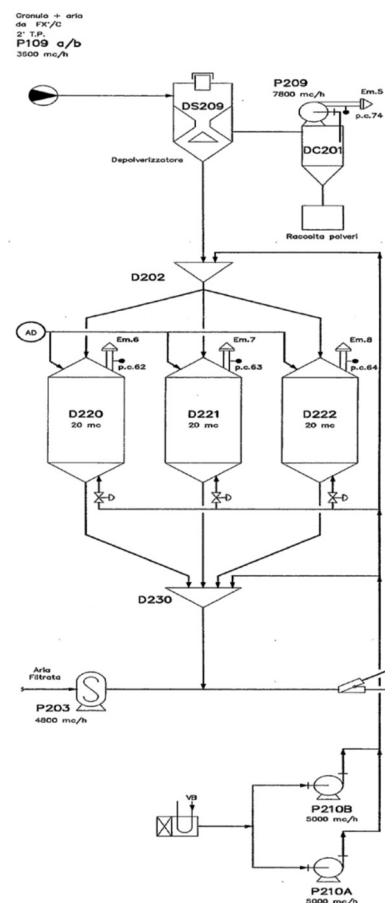 Granula + aria
da FX'/C
2' T.P.
P109 a/b
3600 mc/h
P209
7800 mc/h
Em.5
p.c.74
DS209
DC201
Depolverizzatore
Raccolta polveri
D202
AD
Em.6
Em.7
Em.8
p.c.62
p.c.63
p.c.64
D220
20 mc
D221
20 mc
D222
20 mc
D230
Aria
Filtrata
P203
4800 mc/h
VB
P210B
5000 mc/h
P210A
5000 mc/h